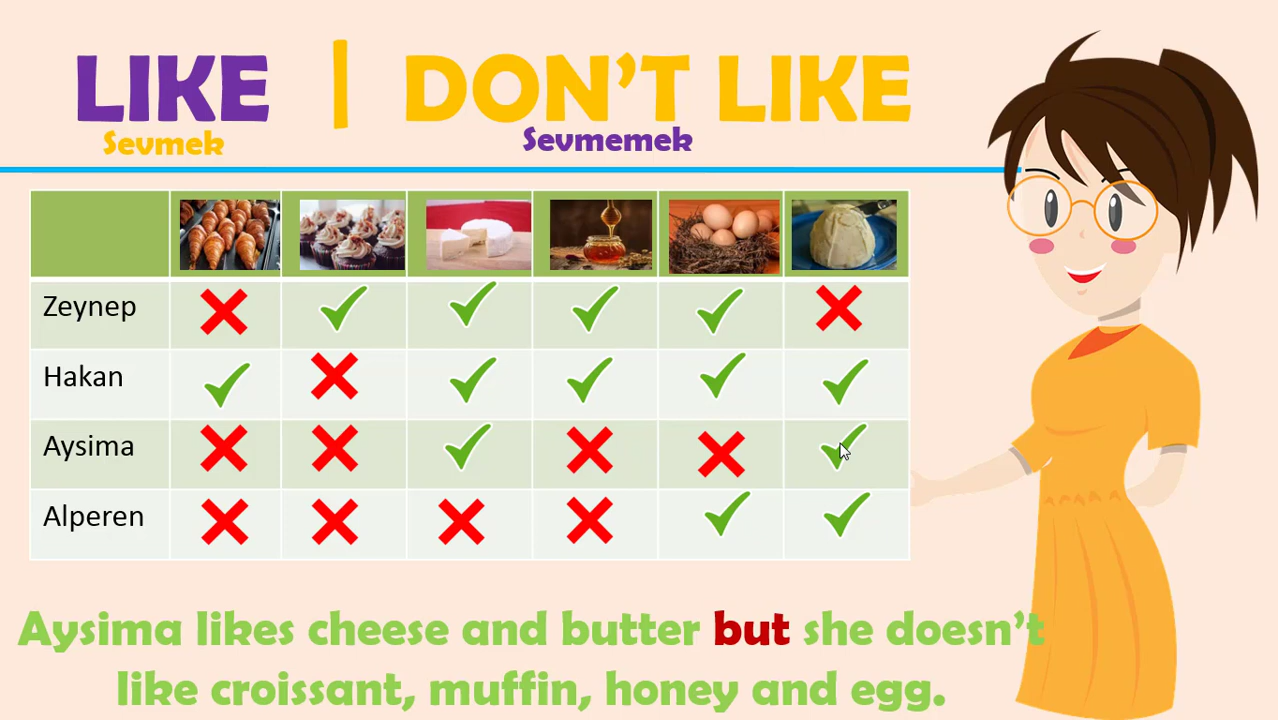 LIKE | DON'T LIKE
Sevmek Sevmemek
Zeynep
Hakan
Aysima
Alperen
Aysima likes cheese and butter but she doesn't
like croissant, muffin, honey and egg.